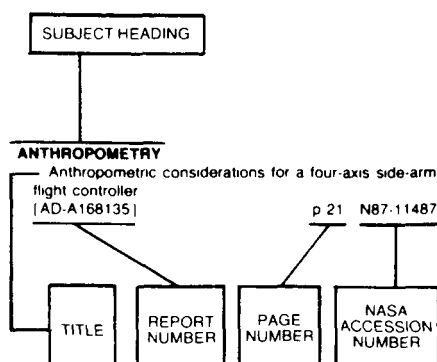 SUBJECT HEADING
ANTHROPOMETRY
Anthropometric considerations for a four-axis side-arm
flight controller
[AD-A168135] p 21 N87-11487
TITLE
REPORT
NUMBER
PAGE
NUMBER
NASA
ACCESSION
NUMBER